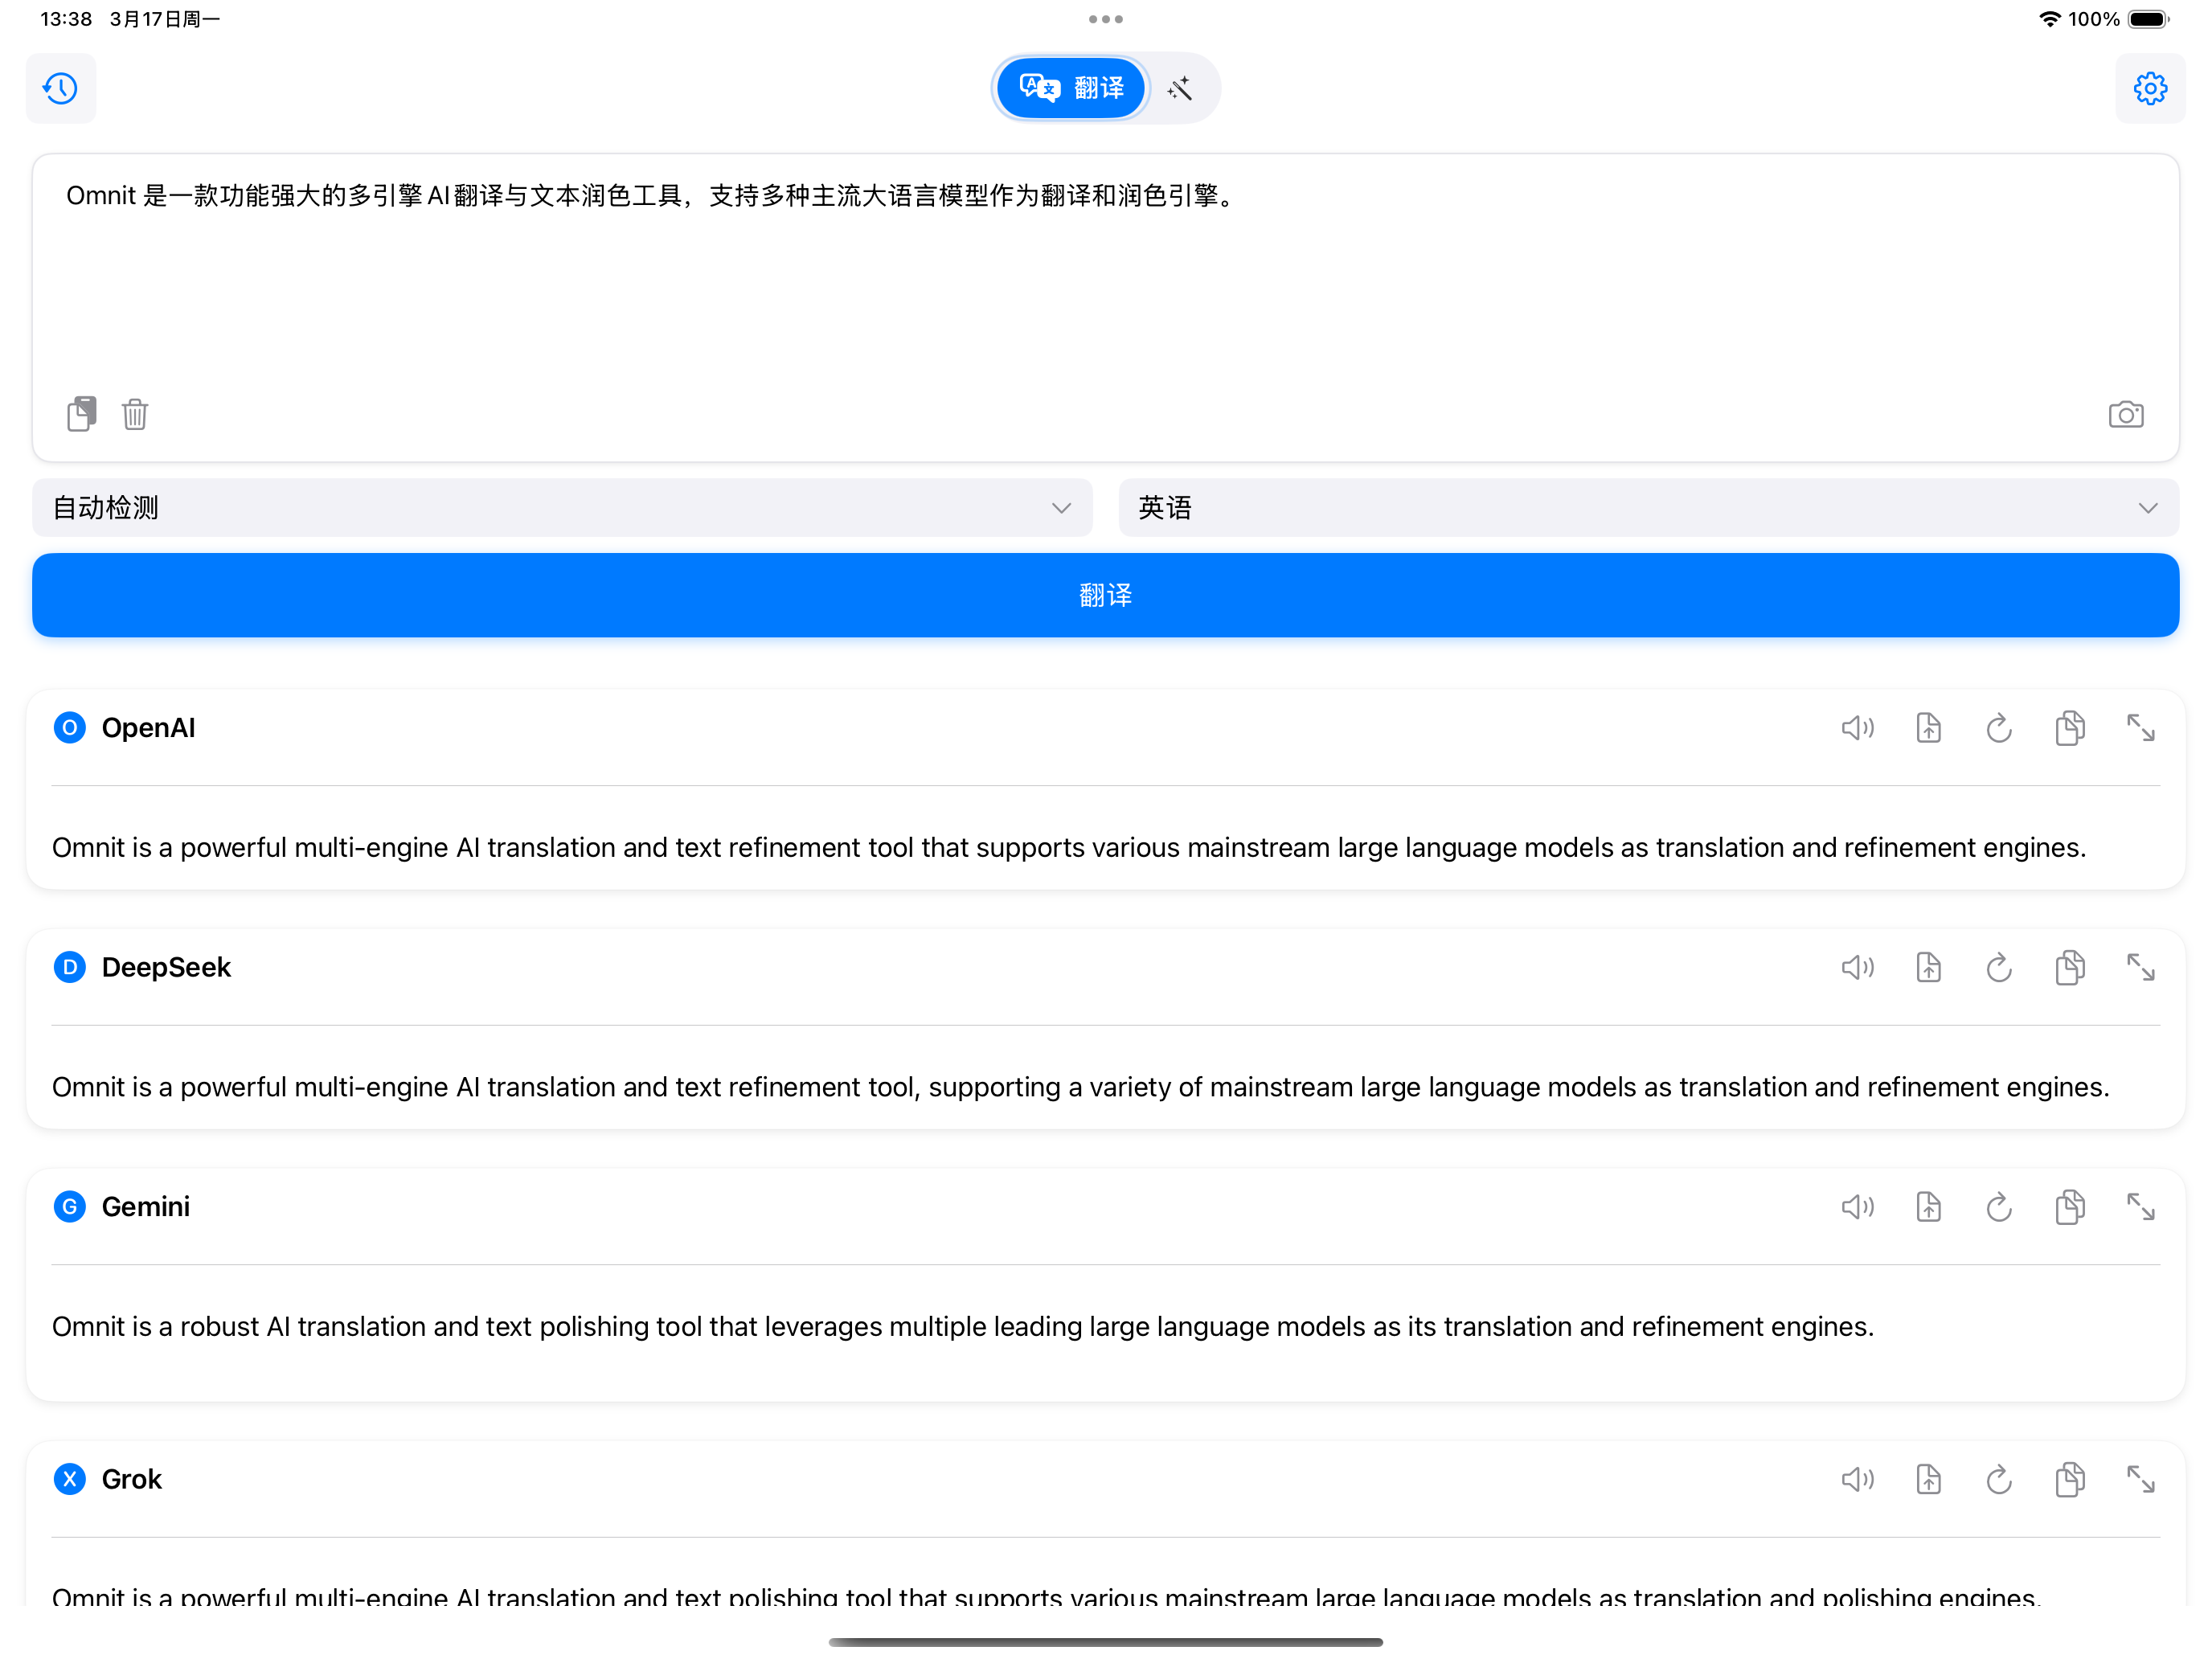 13:38 3月17日周一
100%
翻译
Omnit 是一款功能强大的多引擎 AI 翻译与文本润色工具，支持多种主流大语言模型作为翻译和润色引擎。
自动检测
英语
翻译
O OpenAI
Omnit is a powerful multi-engine AI translation and text refinement tool that supports various mainstream large language models as translation and refinement engines.
D DeepSeek
Omnit is a powerful multi-engine AI translation and text refinement tool, supporting a variety of mainstream large language models as translation and refinement engines.
G Gemini
Omnit is a robust AI translation and text polishing tool that leverages multiple leading large language models as its translation and refinement engines.
X Grok
Omnit is a powerful multi-engine AI translation and text polishing tool that supports various mainstream large language models as translation and polishing engines.